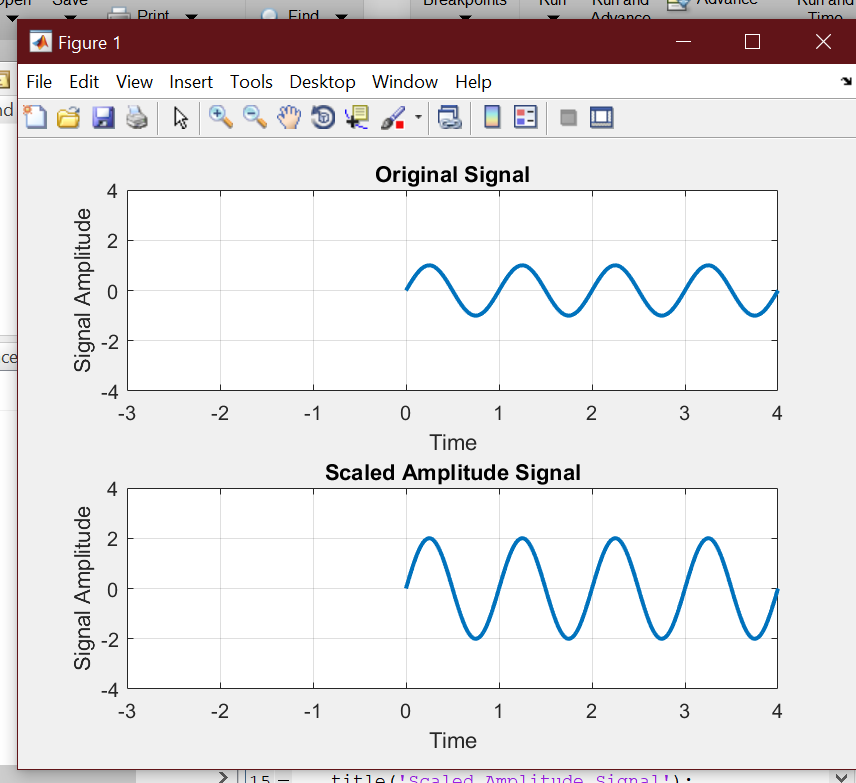 Save Print Find Breakpoints Run Run and Advance Run and
Advance Time
Figure 1
File Edit View Insert Tools Desktop Window Help
Original Signal
4
2
0
-2
-4
Signal Amplitude
-3 -2 -1 0 1 2 3 4
Time
Scaled Amplitude Signal
4
2
0
-2
-4
Signal Amplitude
-3 -2 -1 0 1 2 3 4
Time
15 — title('Scaled Amplitude Signal');